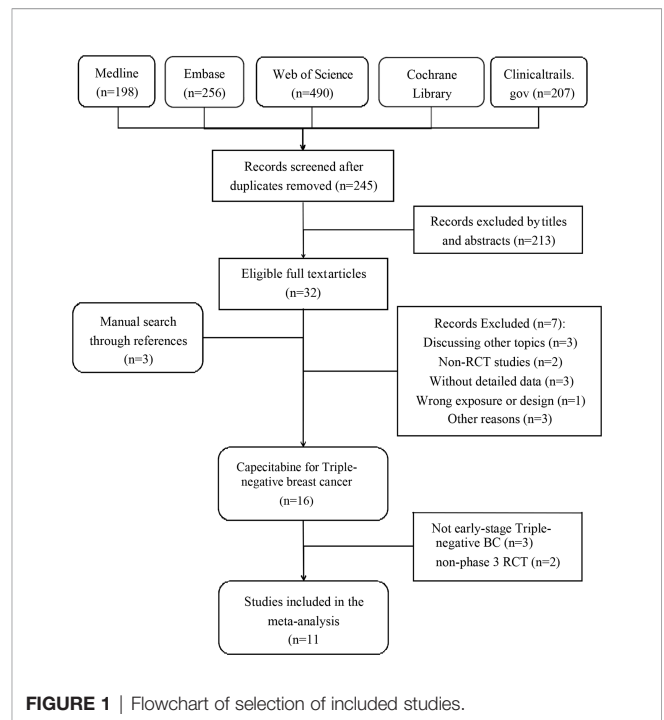 Medline
(n=198)
Embase
(n=256)
Web of Science
(n=490)
Cochrane
Library
Clinicaltrails.
gov (n=207)
Records screened after
duplicates removed (n=245)
Records excluded by titles
and abstracts (n=213)
Eligible full textarticles
(n=32)
Manual search
through references
(n=3)
Records Excluded (n=7):
Discussing other topics (n=3)
Non-RCT studies (n=2)
Without detailed data (n=3)
Wrong exposure or design (n=1)
Other reasons (n=3)
Capecitabine for Triple-
negative breast cancer
(n=16)
Not early-stage Triple-
negative BC (n=3)
non-phase 3 RCT (n=2)
Studies included in the
meta-analysis
(n=11
FIGURE 1 | Flowchart of selection of included studies.